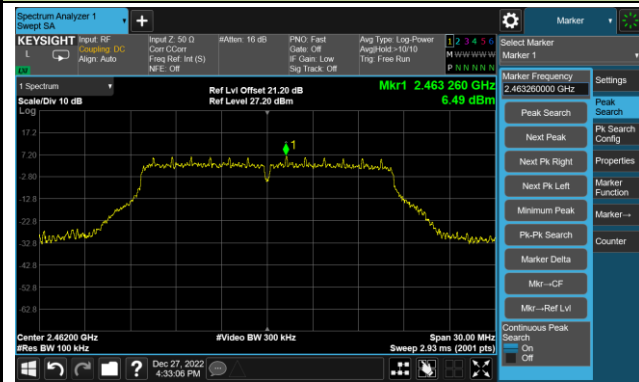 Spectrum Analyzer 1
Swept SA
KEYSIGHT
L
LM
Input: RF
Coupling: DC
Align: Auto
Input Z: 50 Ω
Corr CCorr
Freq Ref: Int (S)
NFE: Off
#Atten: 16 dB
PNO: Fast
Gate: Off
IF Gain: Low
Sig Track: Off
Avg Type: Log-Power
Avg|Hold:>10/10
Trig: Free Run
1 2 3 4 5 6
M W W W W W
P N N N N N
1 Spectrum
Scale/Div 10 dB
Log
Ref Lvl Offset 21.20 dB
Ref Level 27.20 dBm
Mkr1 2.463 260 GHz
6.49 dBm
17.2
7.20
-2.80
-12.8
-22.8
-32.8
-42.8
-52.8
-62.8
1
Center 2.46200 GHz
#Res BW 100 kHz
#Video BW 300 kHz
Span 30.00 MHz
Sweep 2.93 ms (2001 pts)
Dec 27, 2022
4:33:06 PM
Marker
Select Marker
Marker 1
Marker Frequency
2.463260000 GHz
Peak Search
Next Peak
Next Pk Right
Next Pk Left
Minimum Peak
Pk-Pk Search
Marker Delta
Mkr→CF
Mkr→Ref Lvl
Continuous Peak
Search
On
Off
Settings
Peak
Search
Pk Search
Config
Properties
Marker
Function
Marker→
Counter